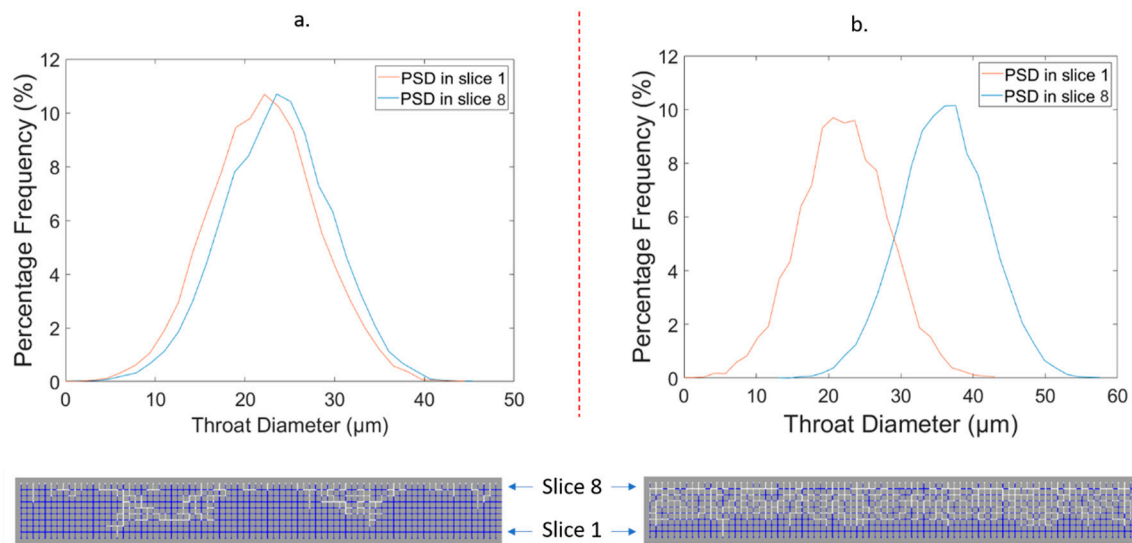 a.
12
10
8
6
4
2
0
Percentage Frequency (%)
PSD in slice 1
PSD in slice 8
0 10 20 30 40 50
Throat Diameter (µm)
b.
12
10
8
6
4
2
0
Percentage Frequency (%)
PSD in slice 1
PSD in slice 8
0 10 20 30 40 50 60
Throat Diameter (µm)
Slice 8
Slice 1